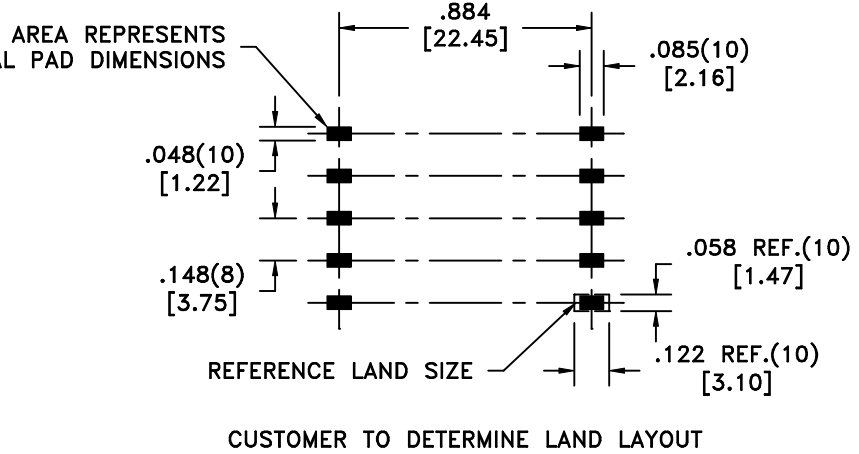 AREA REPRESENTS
PAD DIMENSIONS
.884
[22.45]
.085(10)
[2.16]
.048(10)
[1.22]
.148(8)
[3.75]
.058 REF.(10)
[1.47]
REFERENCE LAND SIZE
.122 REF.(10)
[3.10]
CUSTOMER TO DETERMINE LAND LAYOUT